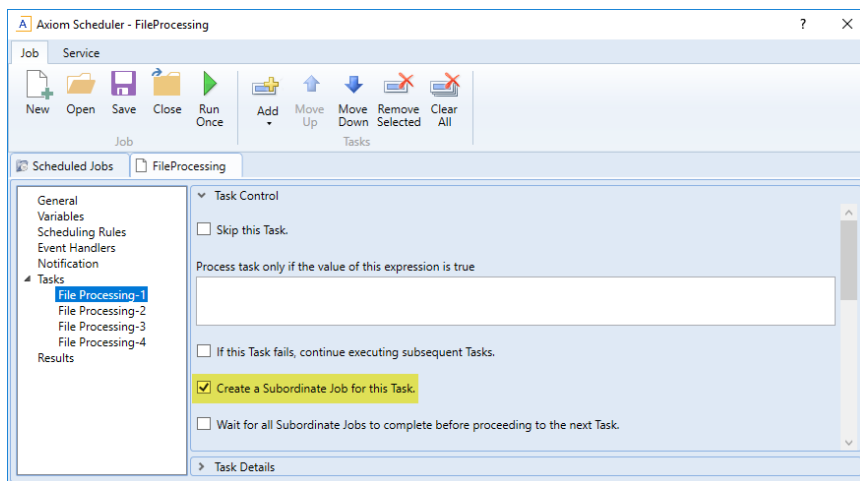 A Axiom Scheduler - FileProcessing ? ×
Job Service
New Open Save Close Run Once Add Move Up Move Down Remove Selected Clear All
Job Tasks
Scheduled Jobs FileProcessing
General
Variables
Scheduling Rules
Event Handlers
Notification
Tasks
File Processing-1
File Processing-2
File Processing-3
File Processing-4
Results
Task Control
Skip this Task.
Process task only if the value of this expression is true
If this Task fails, continue executing subsequent Tasks.
Create a Subordinate Job for this Task.
Wait for all Subordinate Jobs to complete before proceeding to the next Task.
Task Details